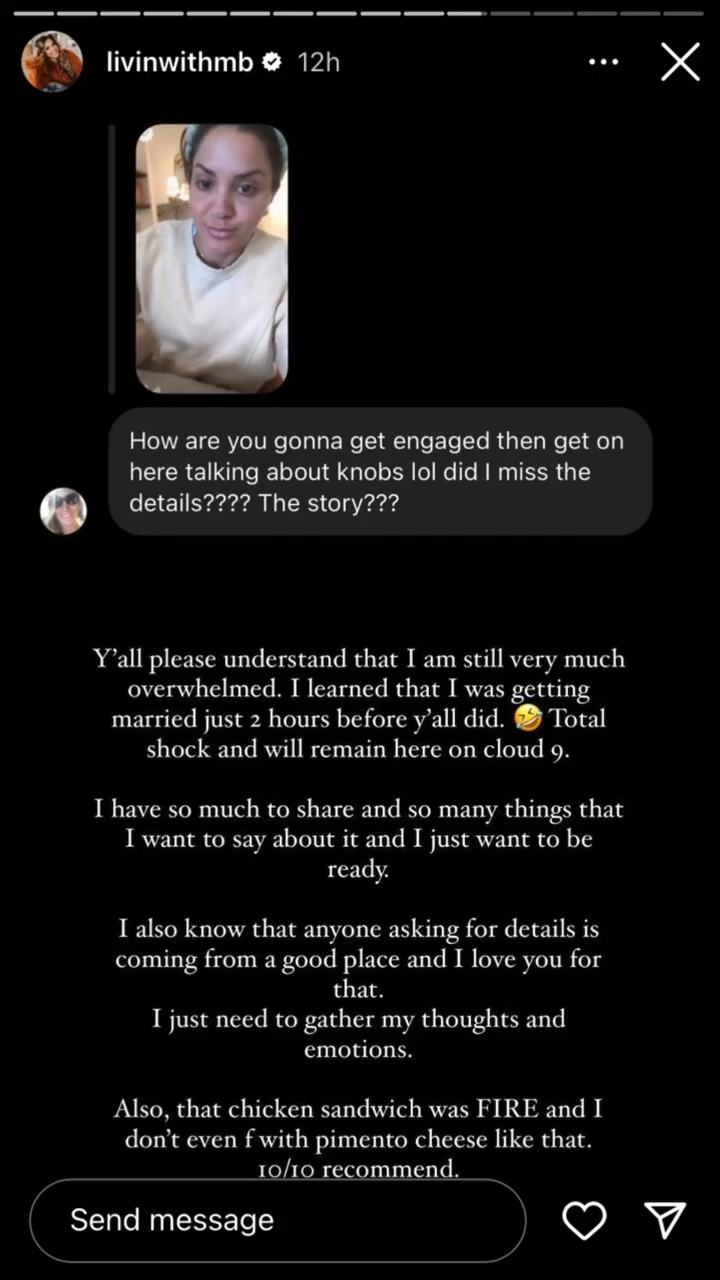 livinwithmb 12h
How are you gonna get engaged then get on
here talking about knobs lol did I miss the
details???? The story???
Y'all please understand that I am still very much
overwhelmed. I learned that I was getting
married just 2 hours before y'all did. 🤣 Total
shock and will remain here on cloud 9.
I have so much to share and so many things that
I want to say about it and I just want to be
ready.
I also know that anyone asking for details is
coming from a good place and I love you for
that.
I just need to gather my thoughts and
emotions.
Also, that chicken sandwich was FIRE and I
don't even f with pimento cheese like that.
10/10 recommend.
Send message